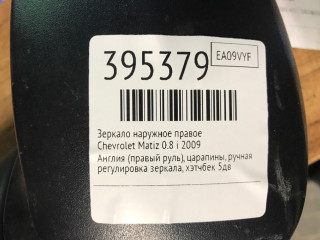 395379 EA09VYF
Зеркало наружное правое
Chevrolet Matiz 0.8 i 2009
Англия (правый руль), царапины, ручная
регулировка зеркала, хэтчбек 5дв